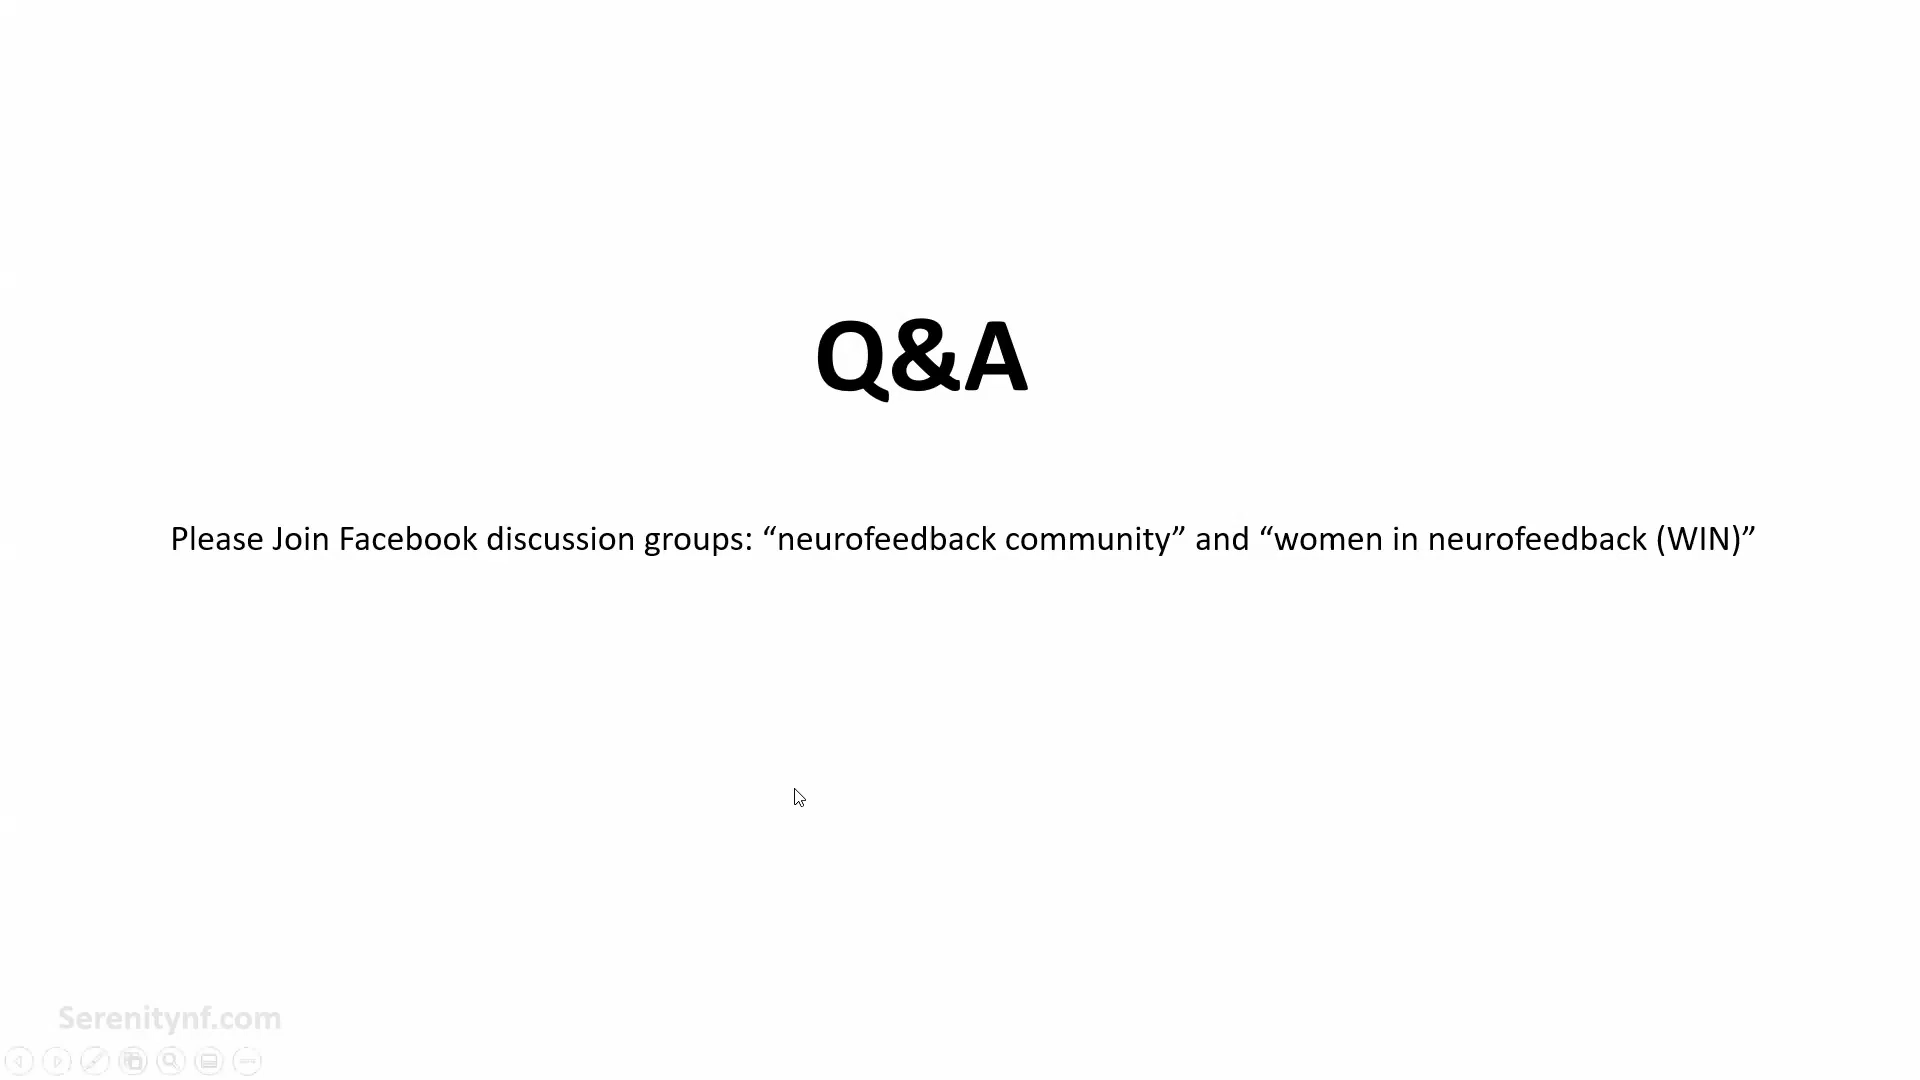 Q&A
Please Join Facebook discussion groups: “neurofeedback community” and “women in neurofeedback (WIN)”
Serenitynf.com